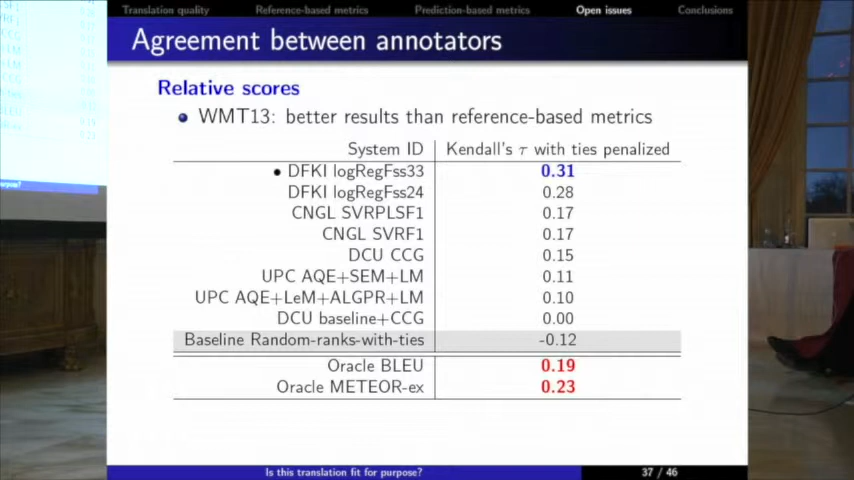 Translation quality Reference-based metrics Prediction-based metrics Open issues Conclusions
Agreement between annotators
Relative scores
WMT13: better results than reference-based metrics
System ID Kendall's τ with ties penalized
• DFKI logRegFss33 0.31
DFKI logRegFss24 0.28
CNGL SVRPLSF1 0.17
CNGL SVRF1 0.17
DCU CCG 0.15
UPC AQE+SEM+LM 0.11
UPC AQE+LeM+ALGPR+LM 0.10
DCU baseline+CCG 0.00
Baseline Random-ranks-with-ties -0.12
Oracle BLEU 0.19
Oracle METEOR-ex 0.23
Is this translation fit for purpose? 37 / 46